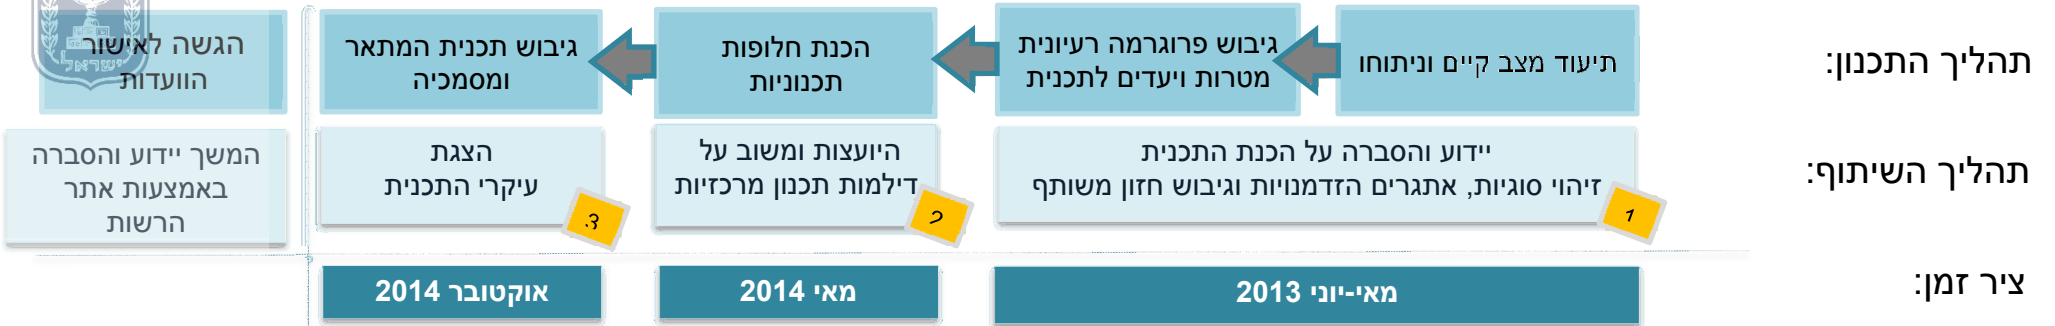 תהליך התכנון:
תיעוד מצב קיים וניתוחו
גיבוש פרוגרמה רעיונית
מטרות ויעדים לתכנית
הכנת חלופות
תכנוניות
גיבוש תכנית המתאר
ומסמכיה
הגשה לאישור
הוועדות
ישראל
תהליך השיתוף:
יידוע והסברה על הכנת התכנית
זיהוי סוגיות, אתגרים הזדמנויות וגיבוש חזון משותף
1
היועצות ומשוב על
דילמות תכנון מרכזיות
2
הצגת
עיקרי התכנית
3
המשך יידוע והסברה
באמצעות אתר
הרשות
ציר זמן:
מאי-יוני 2013
מאי 2014
אוקטובר 2014